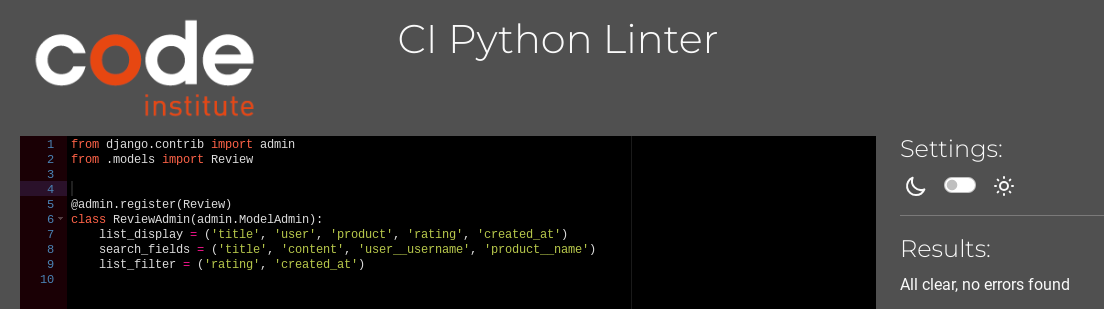 code
institute
CI Python Linter
1 from django.contrib import admin
2 from .models import Review
3
4
5 @admin.register(Review)
6 class ReviewAdmin(admin.ModelAdmin):
7     list_display = ('title', 'user', 'product', 'rating', 'created_at')
8     search_fields = ('title', 'content', 'user__username', 'product__name')
9     list_filter = ('rating', 'created_at')
10
Settings:
Results:
All clear, no errors found